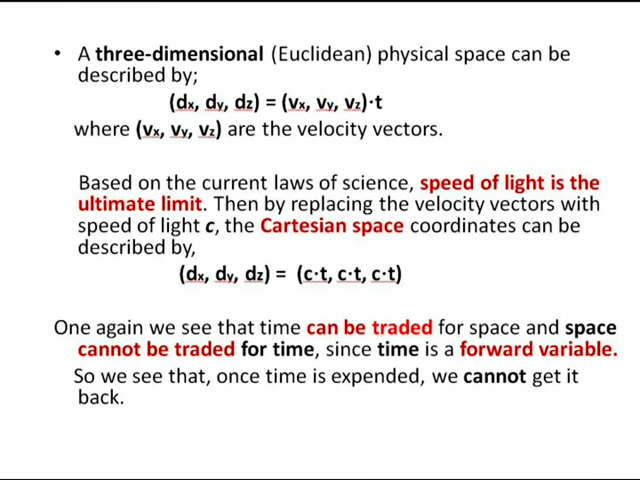 • A three-dimensional (Euclidean) physical space can be
described by;
(dx, dy, dz) = (vx, vy, vz)·t
where (vx, vy, vz) are the velocity vectors.
Based on the current laws of science, speed of light is the
ultimate limit. Then by replacing the velocity vectors with
speed of light c, the Cartesian space coordinates can be
described by,
(dx, dy, dz) = (c·t, c·t, c·t)
One again we see that time can be traded for space and space
cannot be traded for time, since time is a forward variable.
So we see that, once time is expended, we cannot get it
back.